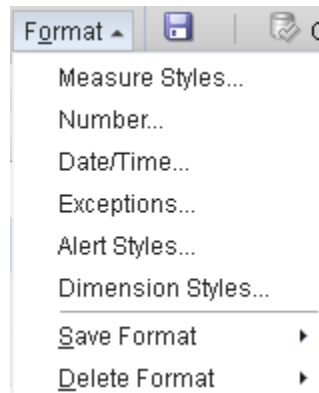 Format
Measure Styles...
Number...
Date/Time...
Exceptions...
Alert Styles...
Dimension Styles...
Save Format
Delete Format